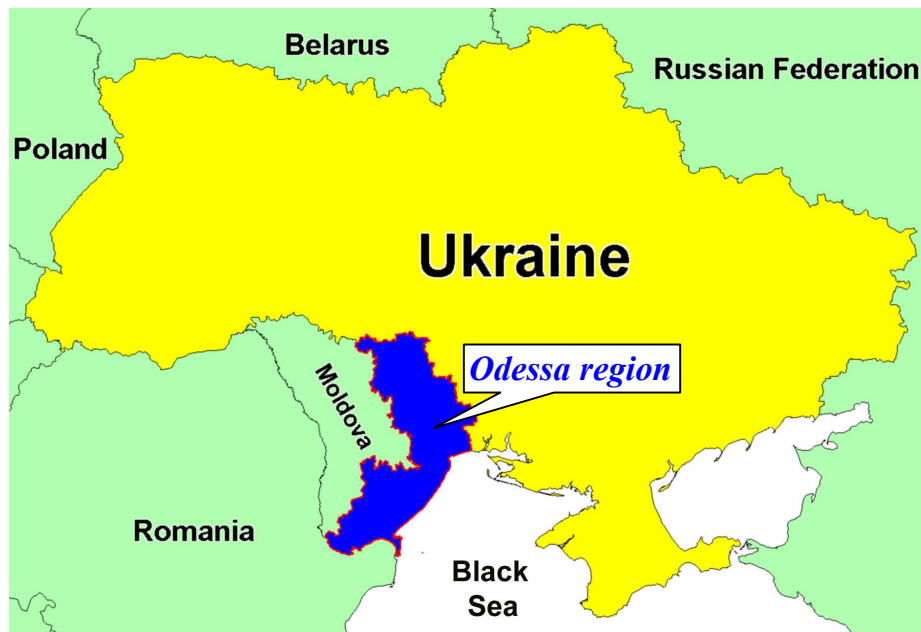 Belarus
Russian Federation
Poland
Ukraine
Odessa region
Moldova
Romania
Black
Sea